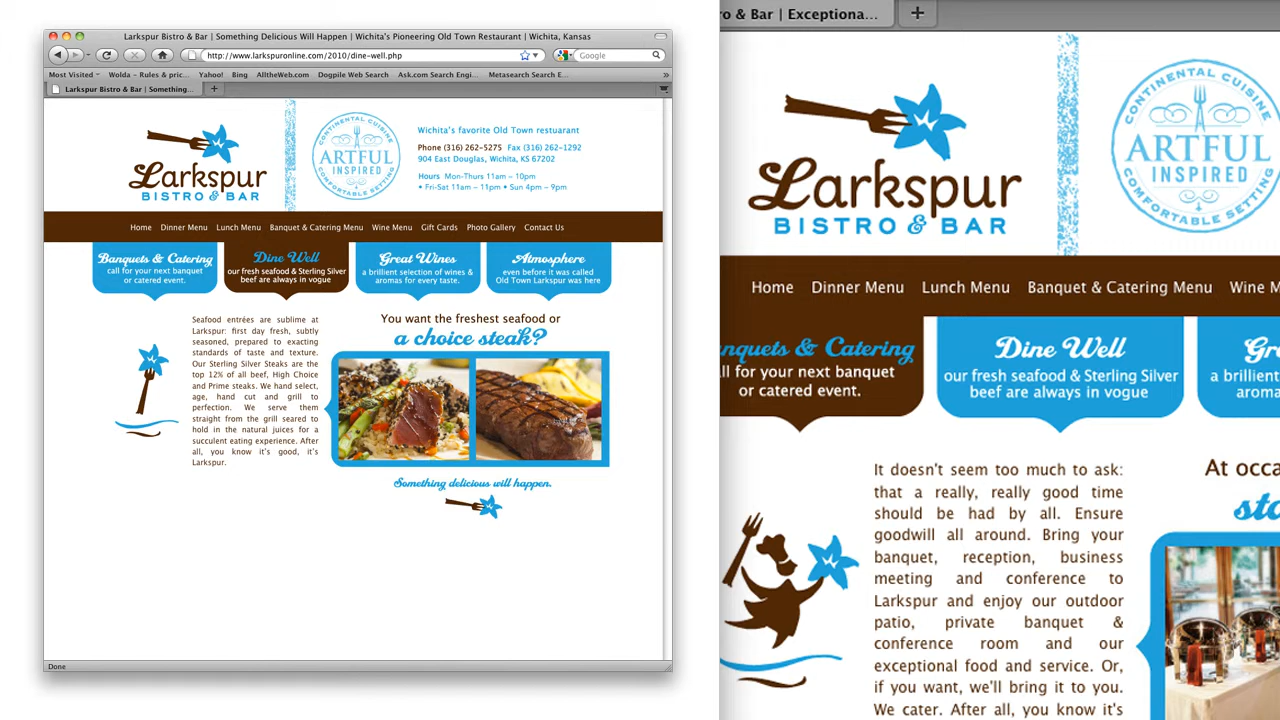 Larkspur Bistro & Bar | Something Delicious Will Happen | Wichita's Pioneering Old Town Restaurant | Wichita, Kansas
http://www.larkspuronline.com/2010/dine-well.php
Google
Most Visited
Wolda – Rules & pric...
Yahoo!
Bing
AlltheWeb.com
Dogpile Web Search
Ask.com Search Engi...
Metasearch Search E...
Larkspur Bistro & Bar | Something...
Larkspur
BISTRO & BAR
CONTINENTAL CUISINE
ARTFUL
INSPIRED
COMFORTABLE SETTING
Wichita's favorite Old Town restuarant
Phone (316) 262-5275 Fax (316) 262-1292
904 East Douglas, Wichita, KS 67202
Hours Mon-Thurs 11am – 10pm
• Fri-Sat 11am – 11pm • Sun 4pm – 9pm
Home Dinner Menu Lunch Menu Banquet & Catering Menu Wine Menu Gift Cards Photo Gallery Contact Us
Banquets & Catering
call for your next banquet
or catered event.
Dine Well
our fresh seafood & Sterling Silver
beef are always in vogue
Great Wines
a brillient selection of wines &
aromas for every taste.
Atmosphere
even before it was called
Old Town Larkspur was here
Seafood entrées are sublime at
Larkspur: first day fresh, subtly
seasoned, prepared to exacting
standards of taste and texture.
Our Sterling Silver Steaks are the
top 12% of all beef, High Choice
and Prime steaks. We hand select,
age, hand cut and grill to
perfection. We serve them
straight from the grill seared to
hold in the natural juices for a
succulent eating experience. After
all, you know it's good, it's
Larkspur.
You want the freshest seafood or
a choice steak?
Something delicious will happen.
Done
o & Bar | Exceptiona...
Larkspur
BISTRO & BAR
CONTINENTAL CUISINE
ARTFUL
INSPIRED
COMFORTABLE SETTING
Home Dinner Menu Lunch Menu Banquet & Catering Menu Wine M
nquets & Catering
ll for your next banquet
or catered event.
Dine Well
our fresh seafood & Sterling Silver
beef are always in vogue
Gr
a brillient
aroma
It doesn't seem too much to ask:
that a really, really good time
should be had by all. Ensure
goodwill all around. Bring your
banquet, reception, business
meeting and conference to
Larkspur and enjoy our outdoor
patio, private banquet &
conference room and our
exceptional food and service. Or,
if you want, we'll bring it to you.
We cater. After all, you know it's
At occa
sta